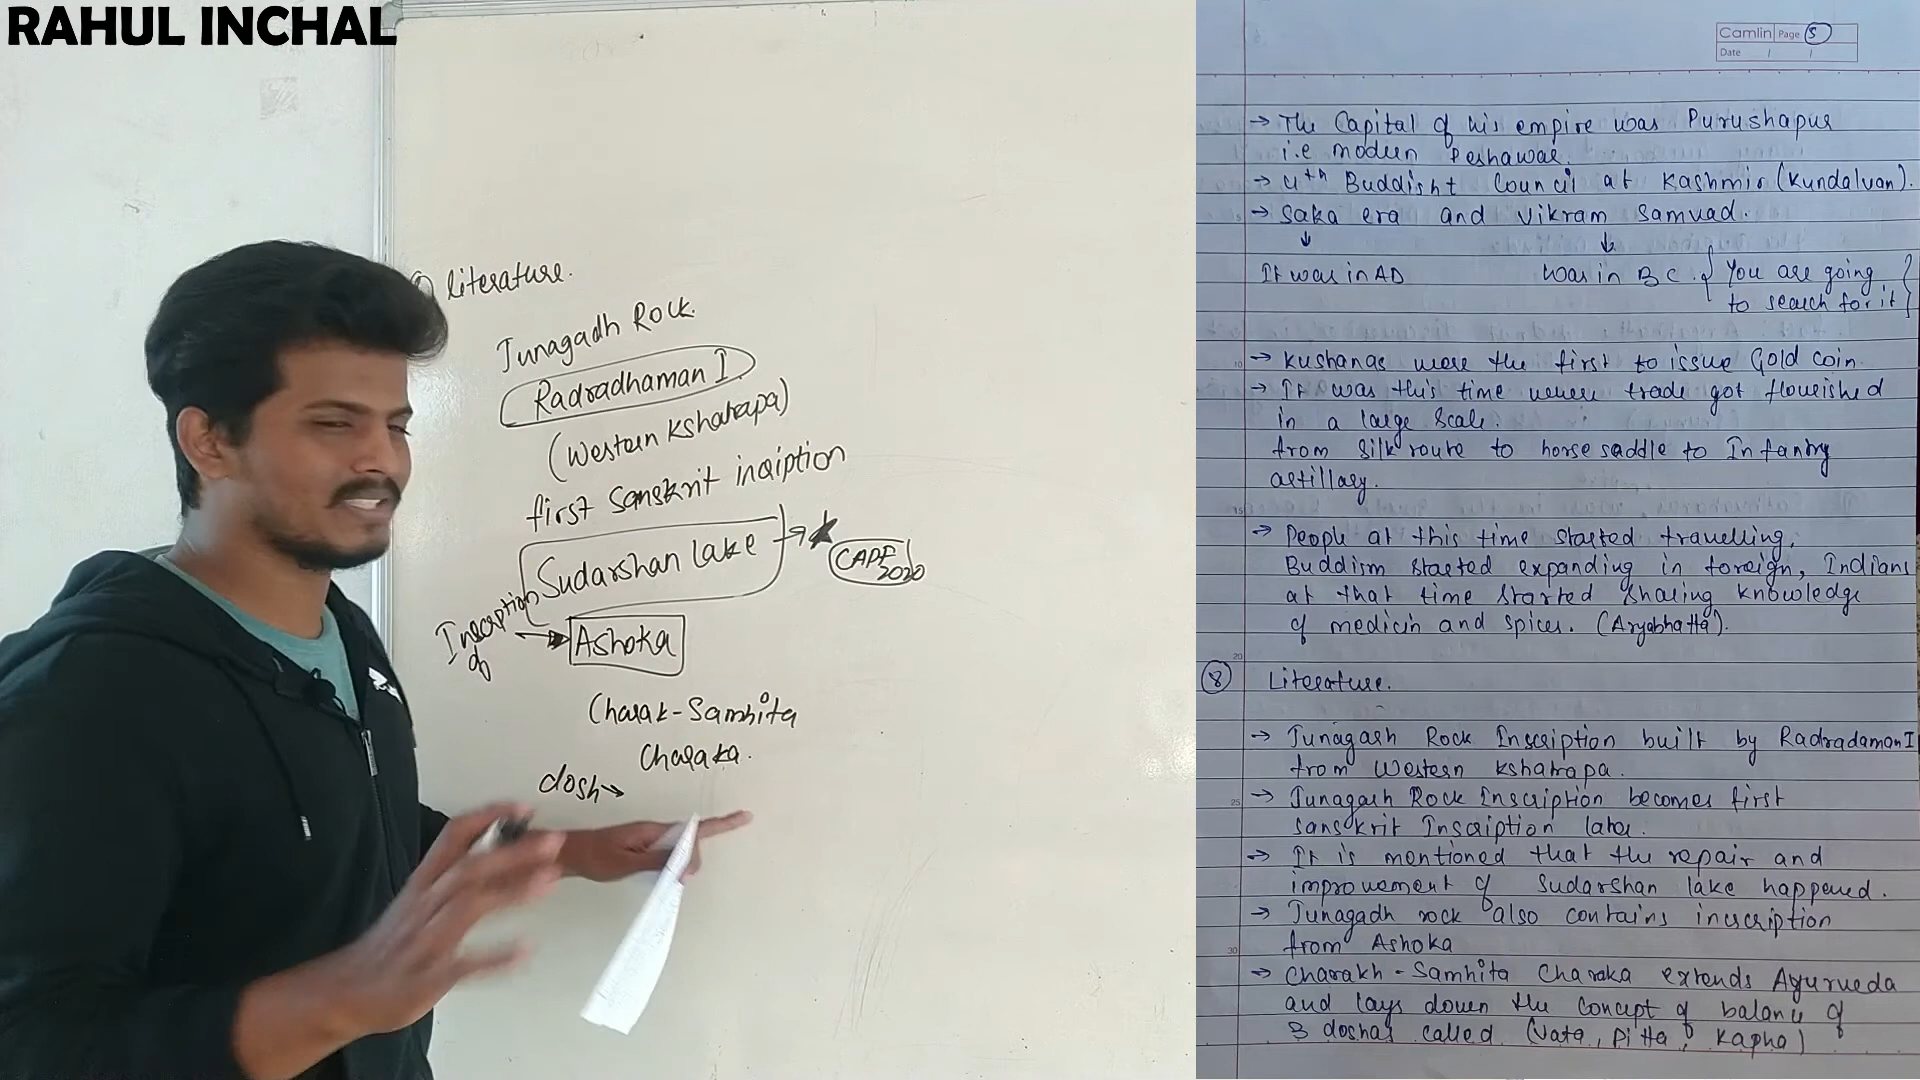 RAHUL INCHAL
literature.
Junagadh Rock
Radradhaman I
(Western Ksharapa)
first Sanskrit inciption
Sudarshan lake
CAPF 2020
Inscription of
Ashoka
Charak-Samhita
Charaka.
dosh
Camlin Page 5
Date / /
→ The Capital of his empire was Purushapur
i.e modern Peshawar.
→ 4th Buddisht Council at Kashmir (Kundalvan).
→ Saka era and Vikram Samvad.
It was in AD was in BC. { You are going
to search for it }
→ Kushanas were the first to issue Gold coin.
→ It was this time where trade got flourished
in a large scale.
from silk route to horse saddle to Infantry
artillary.
→ People at this time started travelling,
Buddism started expanding in foreign, Indians
at that time started sharing knowledge
of medicin and spices. (Aryabhatta).
8 Literature.
→ Junagarh Rock Inscription built by Radradaman I
from Western Kshatrapa.
→ Junagarh Rock Inscription becomes first
sanskrit Inscription later.
→ It is mentioned that the repair and
improvement of Sudarshan lake happened.
→ Junagadh rock also contains inscription
from Ashoka
→ Charakh-Samhita Charaka extends Ayurveda
and lays down the concept of balance of
3 doshas called (Vata, Pitta, Kapha)